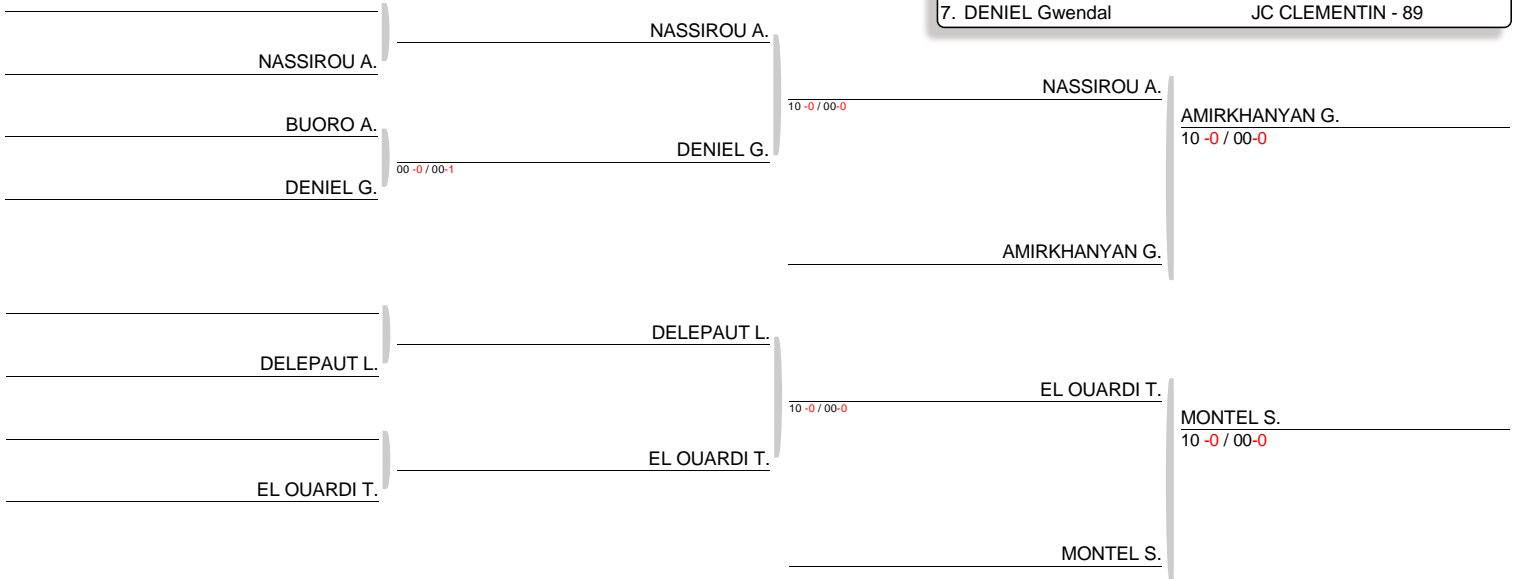 7. DENIEL Gwendal JC CLEMENTIN - 89
NASSIROU A.
NASSIROU A.
NASSIROU A.
10 -0 / 00-0
AMIRKHANYAN G.
10 -0 / 00-0
BUORO A.
DENIEL G.
00 -0 / 00-1
DENIEL G.
AMIRKHANYAN G.
DELEPAUT L.
DELEPAUT L.
EL OUARDI T.
10 -0 / 00-0
MONTEL S.
10 -0 / 00-0
EL OUARDI T.
EL OUARDI T.
MONTEL S.